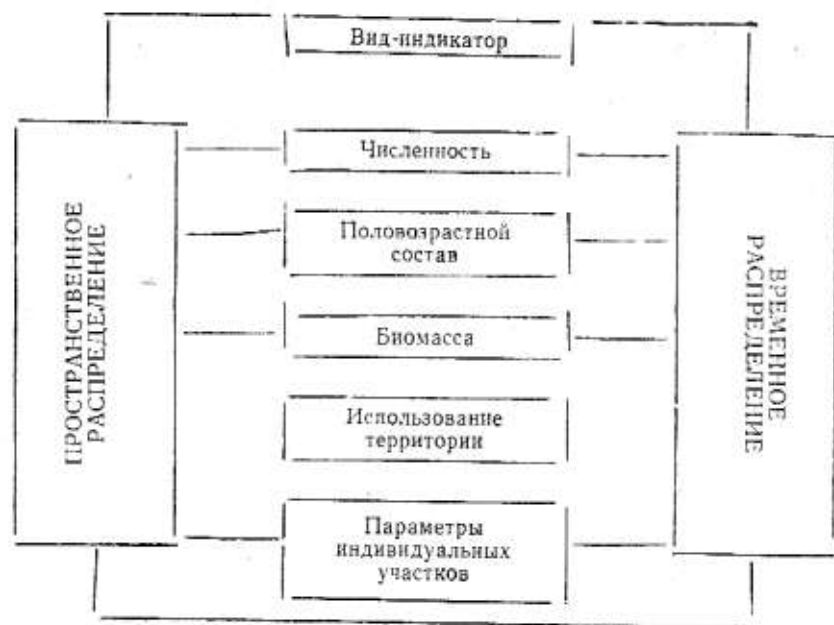 Вид-индикатор
Численность
Половозрастной
состав
Биомасса
Использование
территории
Параметры
индивидуальных
участков
ПРОСТРАНСТВЕННОЕ
РАСПРЕДЕЛЕНИЕ
ВРЕМЕННОЕ
РАСПРЕДЕЛЕНИЕ